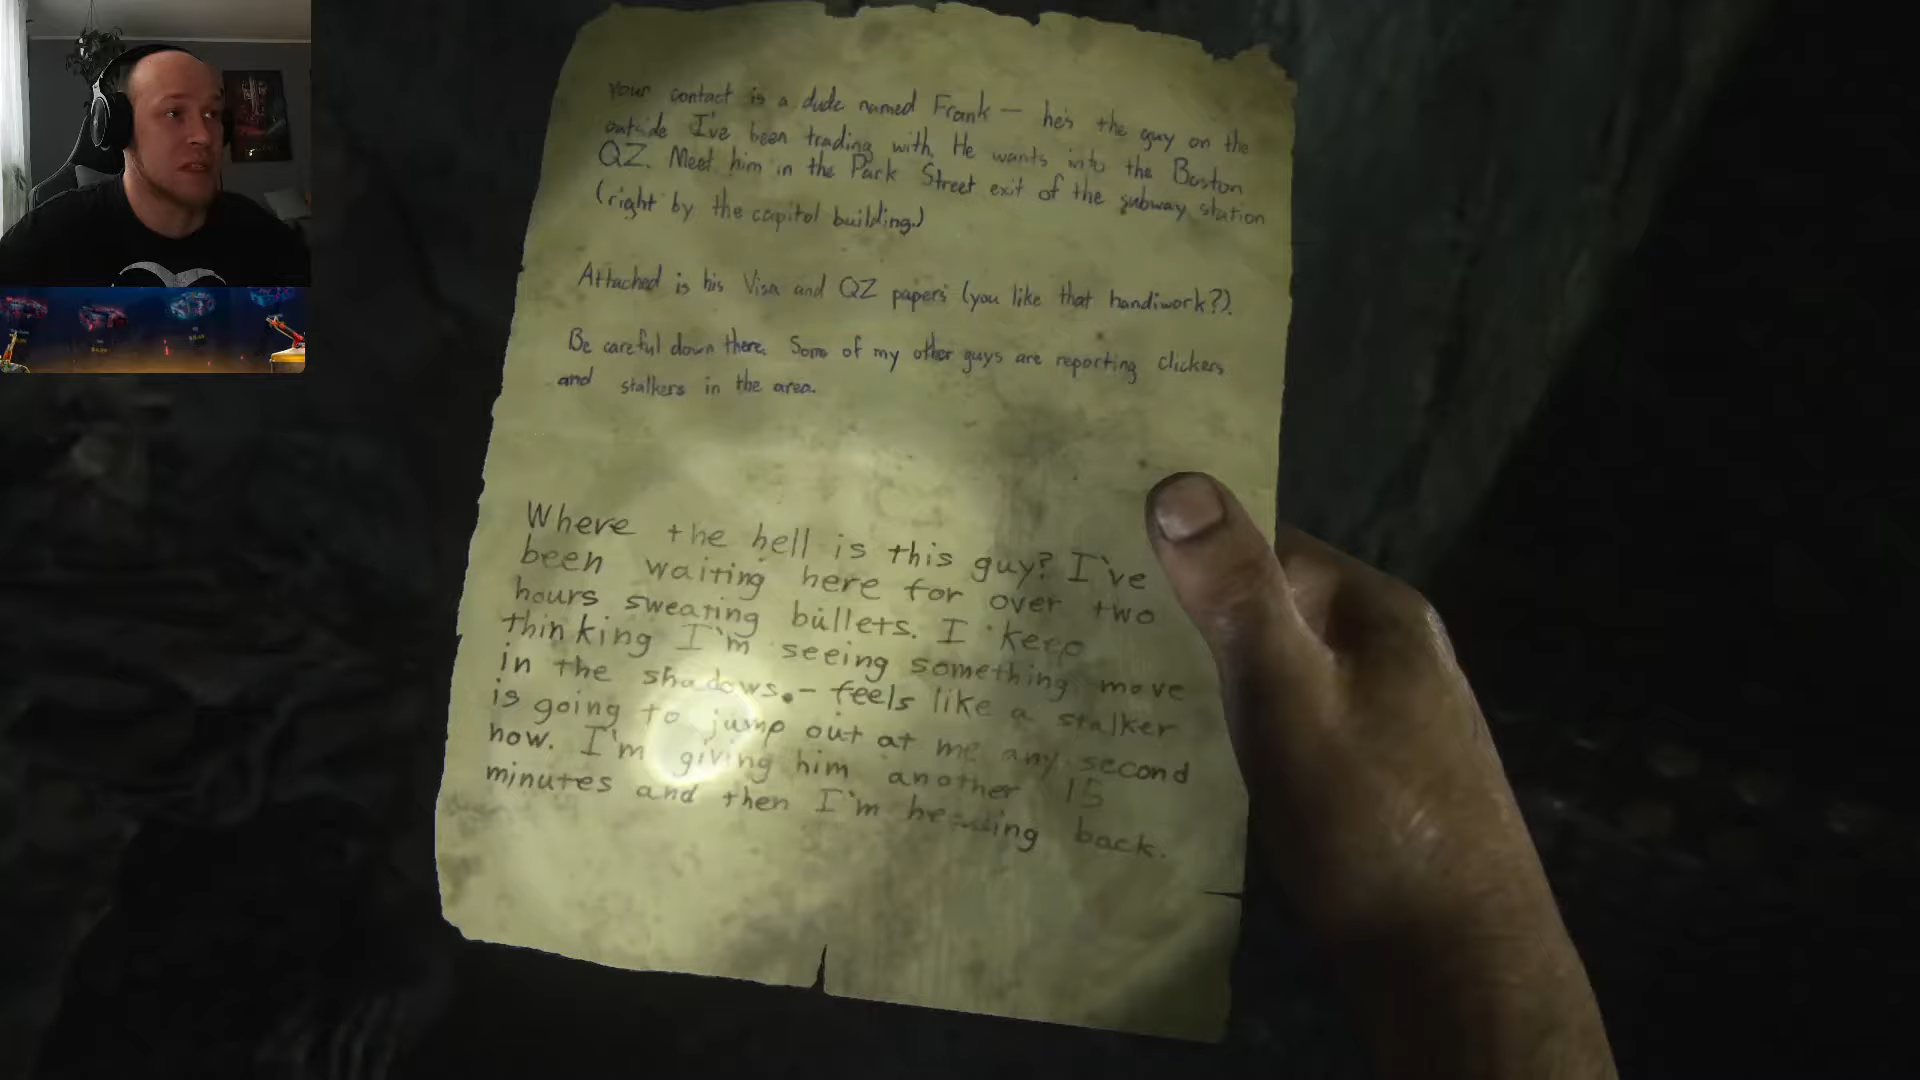 your contact is a dude named Frank — he's the guy on the
outside I've been trading with. He wants into the Boston
QZ. Meet him in the Park Street exit of the subway station
(right by the capitol building.)
Attached is his Visa and QZ papers (you like that handiwork?).
Be careful down there. Some of my other guys are reporting clickers
and stalkers in the area.
Where the hell is this guy? I've
been waiting here for over two
hours sweating bullets. I keep
thinking I'm seeing something move
in the shadows. - feels like a stalker
is going to jump out at me any second
now. I'm giving him another 15
minutes and then I'm heading back.